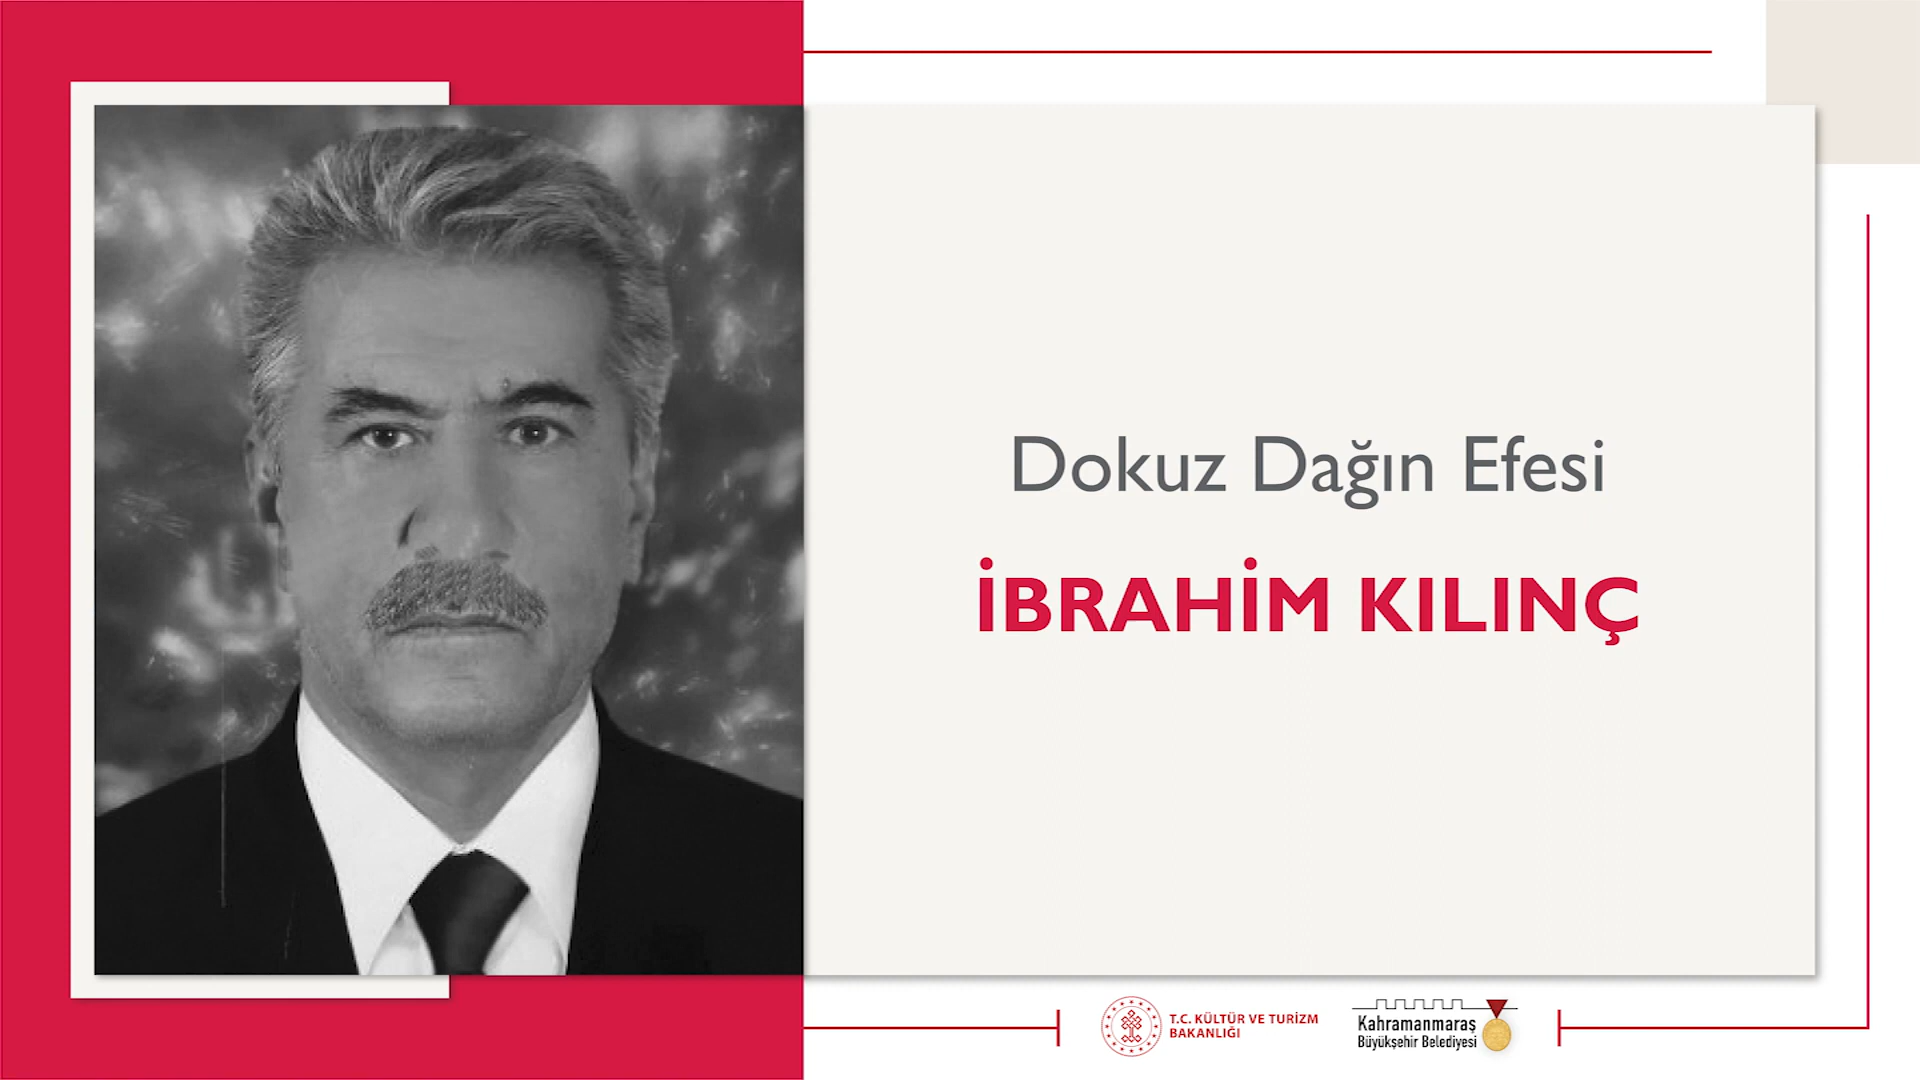 Dokuz Dağın Efesi
İBRAHİM KILINÇ
T.C. KÜLTÜR VE TURİZM
BAKANLIĞI
Kahramanmaraş
Büyükşehir Belediyesi